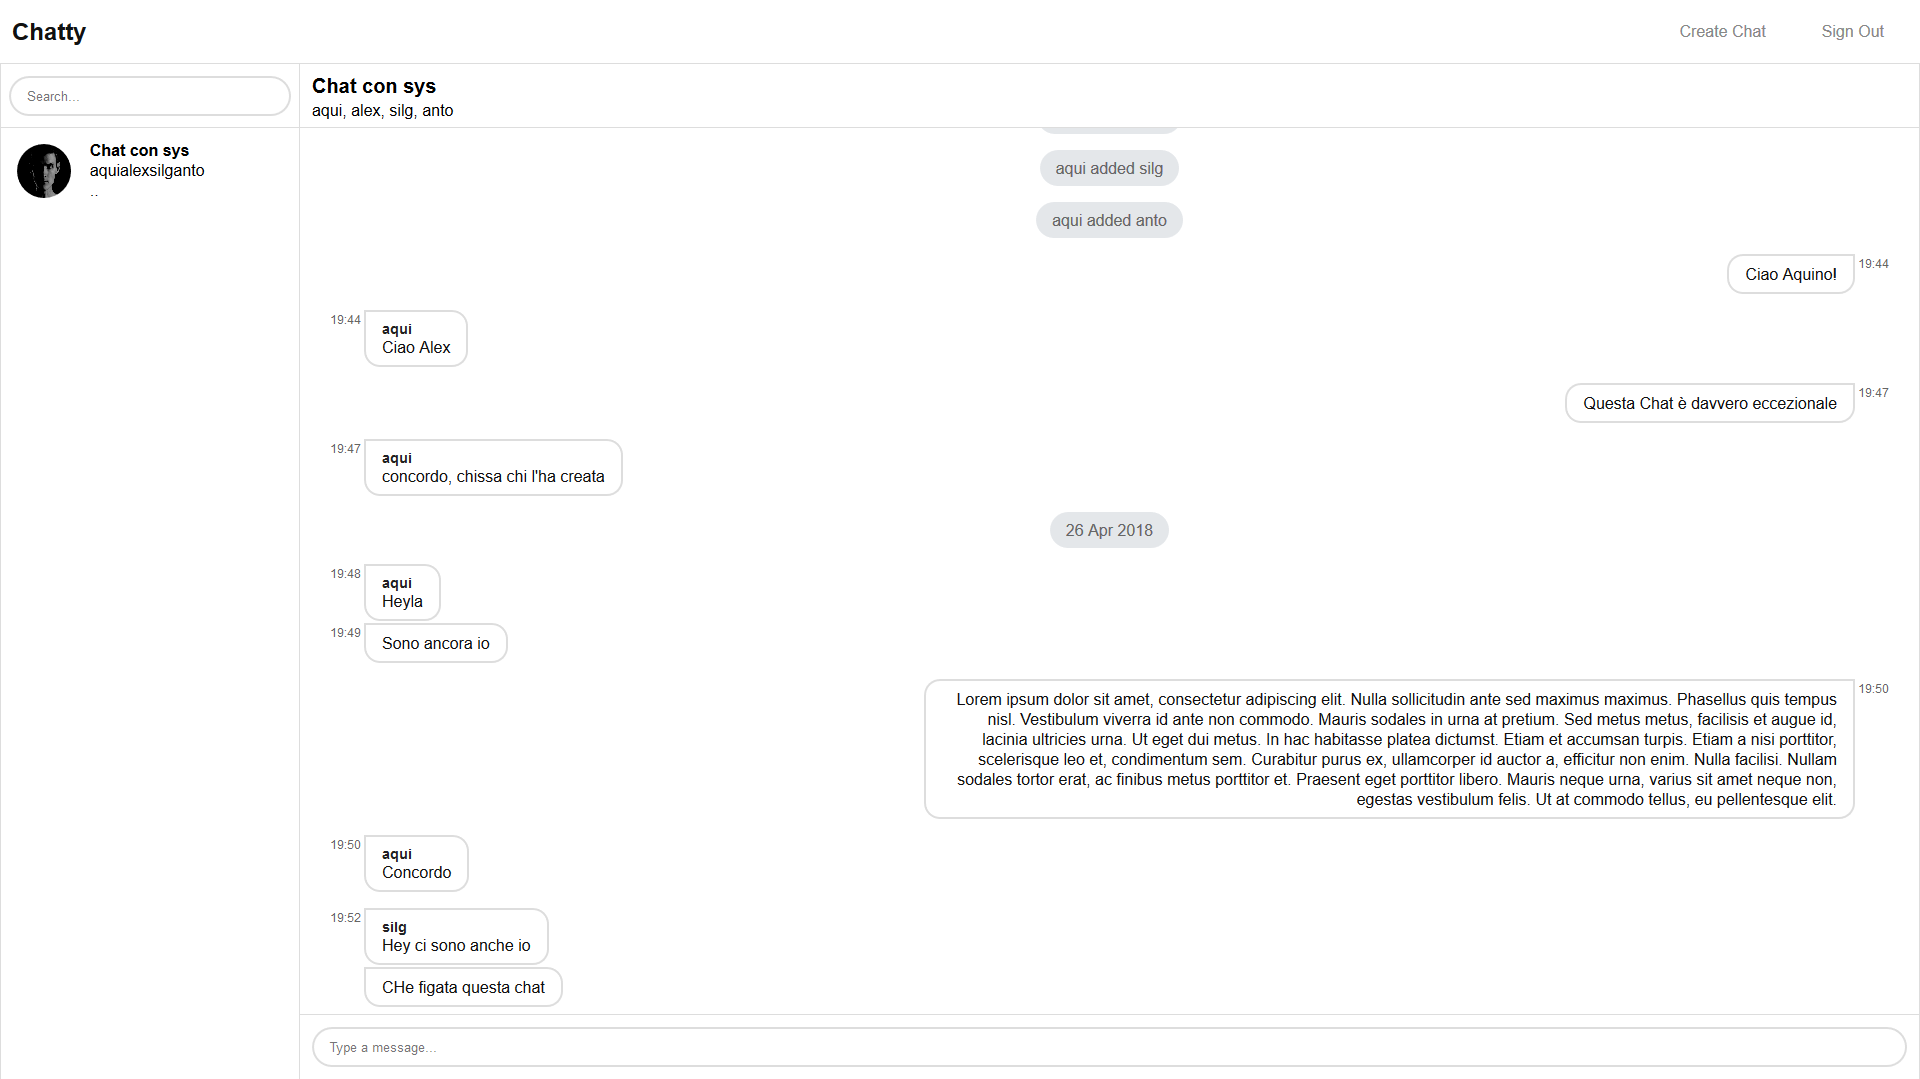 Chatty
Create Chat
Sign Out
Search...
Chat con sys
aquialexsilganto
..
Chat con sys
aqui, alex, silg, anto
aqui added silg
aqui added anto
Ciao Aquino!
19:44
19:44
aqui
Ciao Alex
Questa Chat è davvero eccezionale
19:47
19:47
aqui
concordo, chissa chi l'ha creata
26 Apr 2018
19:48
aqui
Heyla
19:49
Sono ancora io
Lorem ipsum dolor sit amet, consectetur adipiscing elit. Nulla sollicitudin ante sed maximus maximus. Phasellus quis tempus
nisl. Vestibulum viverra id ante non commodo. Mauris sodales in urna at pretium. Sed metus metus, facilisis et augue id,
lacinia ultricies urna. Ut eget dui metus. In hac habitasse platea dictumst. Etiam et accumsan turpis. Etiam a nisi porttitor,
scelerisque leo et, condimentum sem. Curabitur purus ex, ullamcorper id auctor a, efficitur non enim. Nulla facilisi. Nullam
sodales tortor erat, ac finibus metus porttitor et. Praesent eget porttitor libero. Mauris neque urna, varius sit amet neque non,
egestas vestibulum felis. Ut at commodo tellus, eu pellentesque elit.
19:50
19:50
aqui
Concordo
19:52
silg
Hey ci sono anche io
CHe figata questa chat
Type a message...